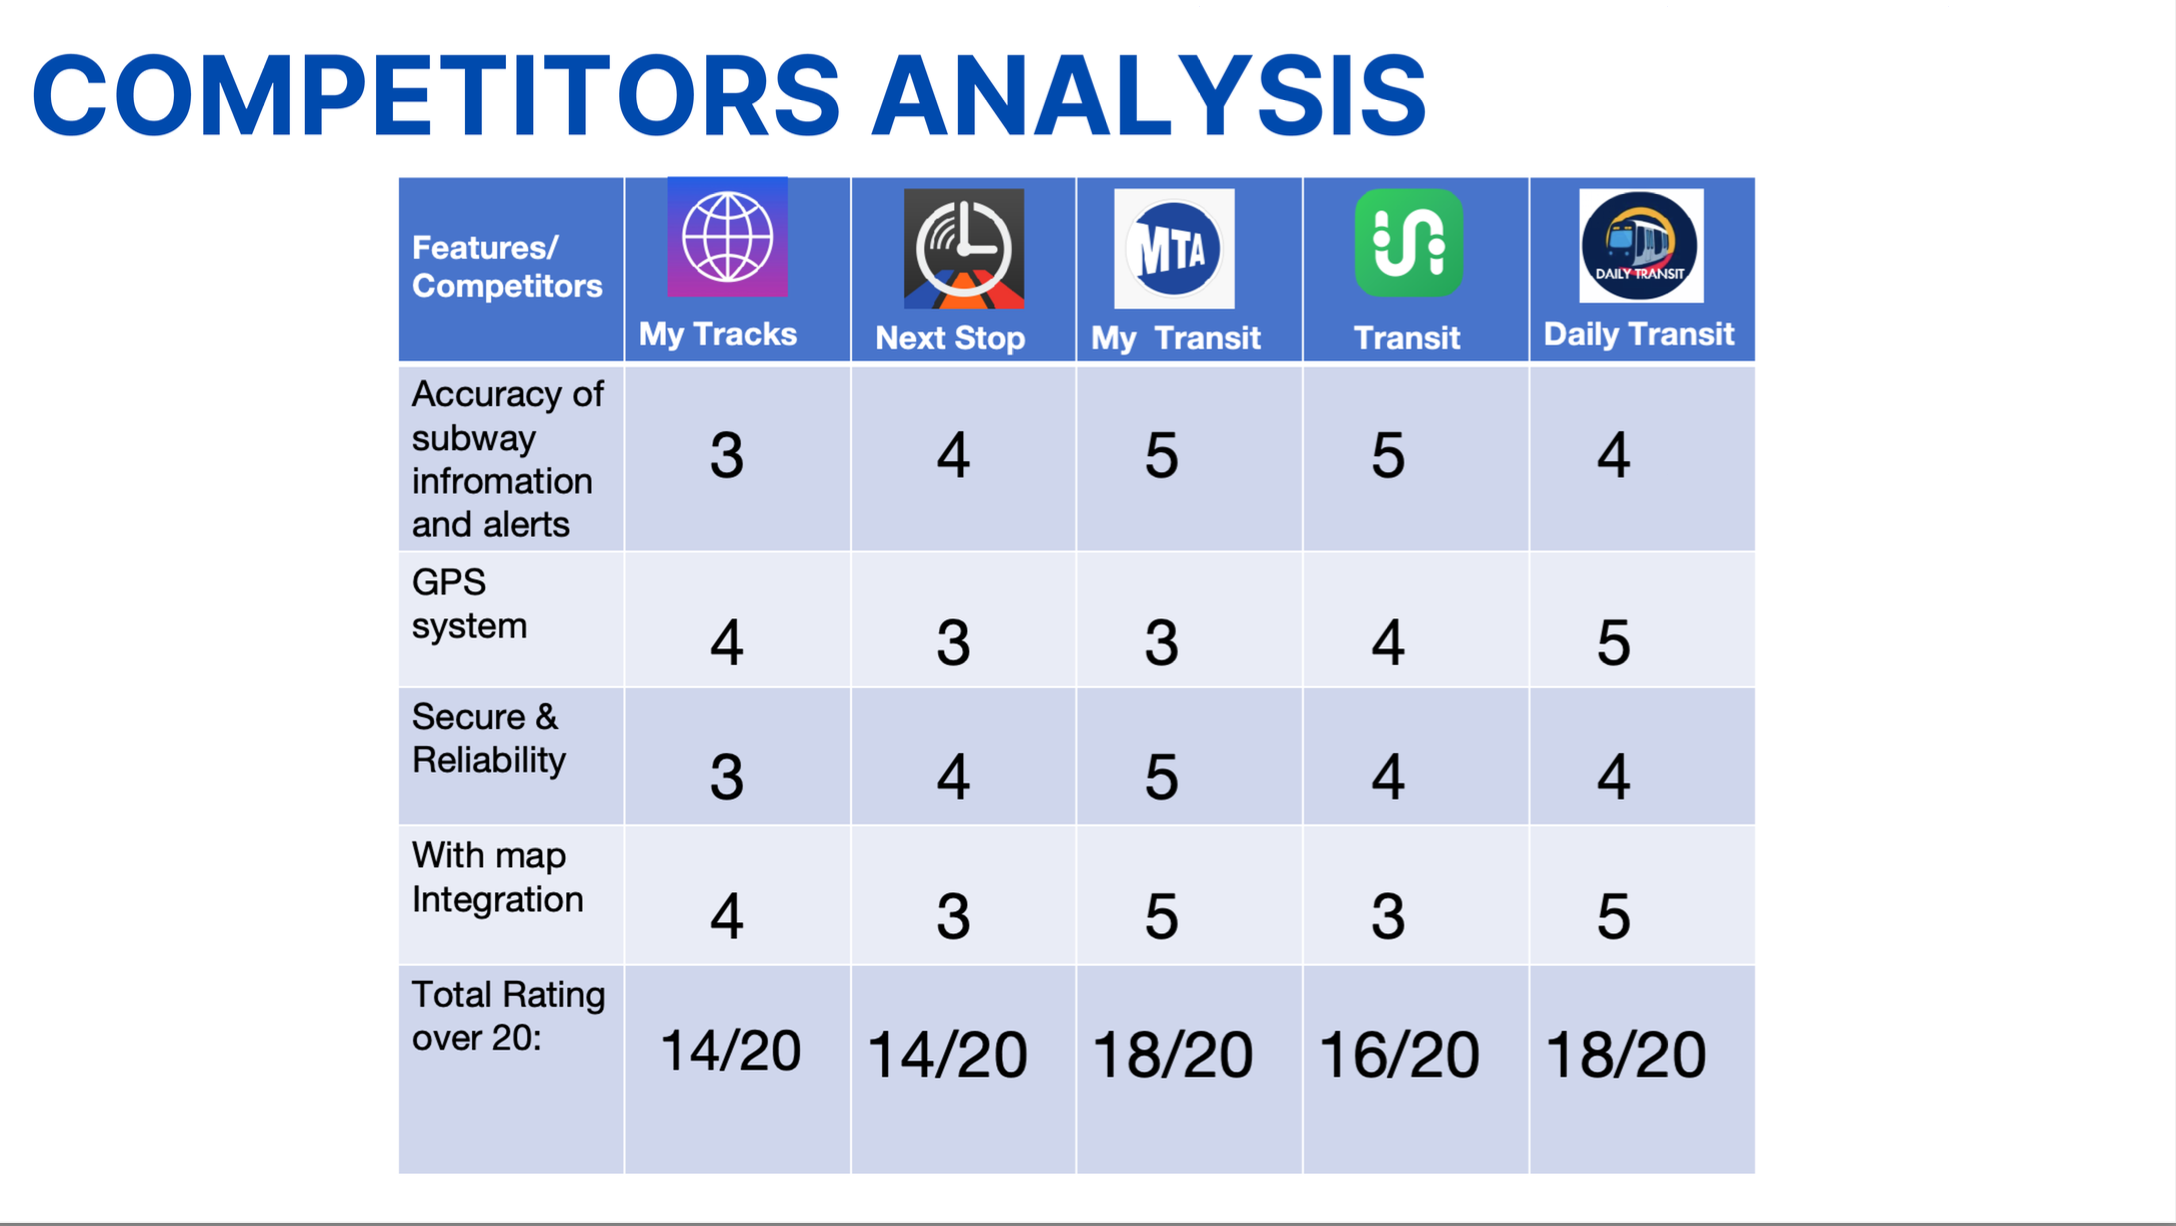 COMPETITORS ANALYSIS
Features/
Competitors
My Tracks
Next Stop
MTA
My Transit
Transit
DAILY TRANSIT
Daily Transit
Accuracy of
subway
infromation
and alerts
3 4 5 5 4
GPS
system
4 3 3 4 5
Secure &
Reliability
3 4 5 4 4
With map
Integration
4 3 5 3 5
Total Rating
over 20:
14/20 14/20 18/20 16/20 18/20